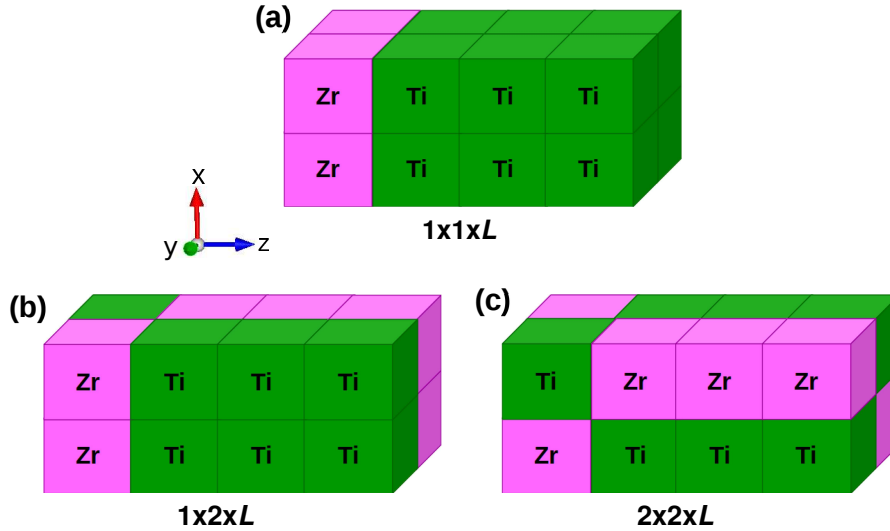 (a)
Zr Ti Ti Ti
Zr Ti Ti Ti
1x1xL
x
y z
(b)
Zr Ti Ti Ti
Zr Ti Ti Ti
1x2xL
(c)
Ti Zr Zr Zr
Zr Ti Ti Ti
2x2xL